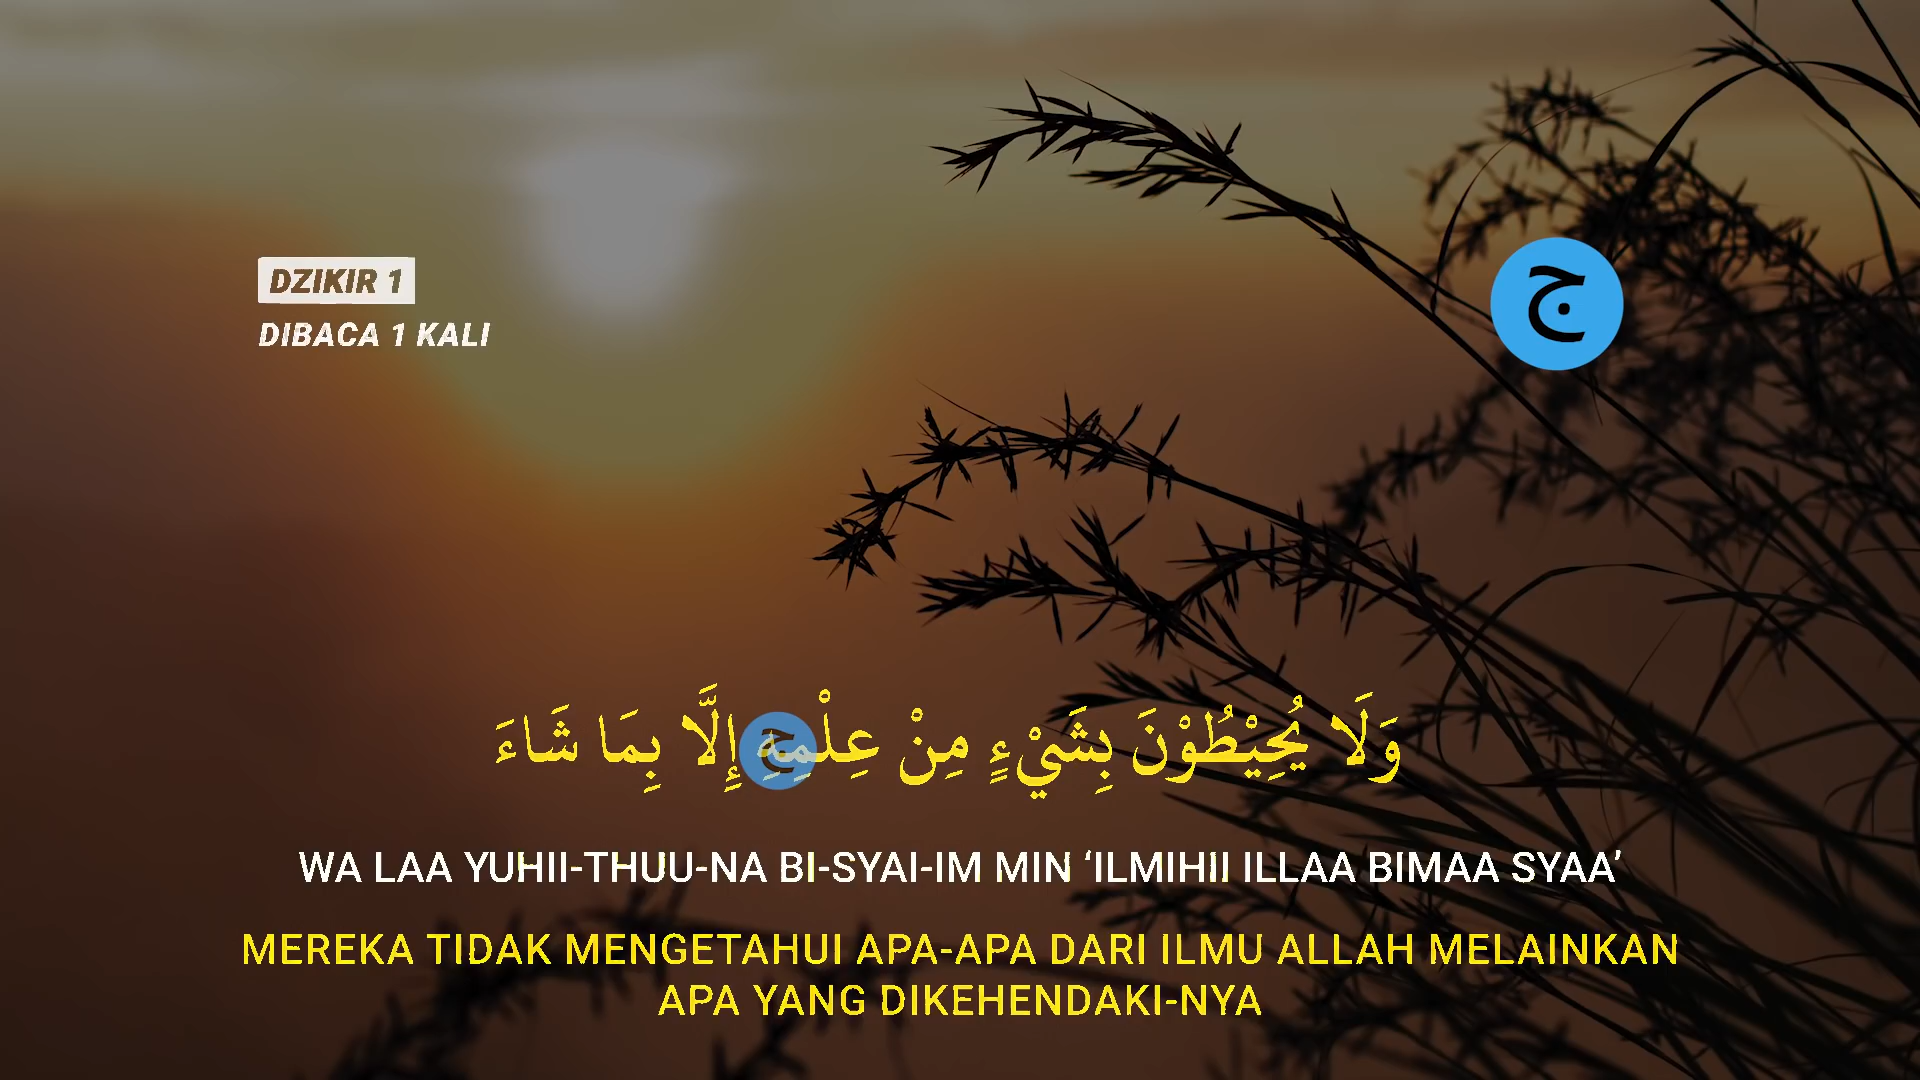 DZIKIR 1
DIBACA 1 KALI
ج
وَلَا يُحِيْطُوْنَ بِشَيْءٍ مِنْ عِلْمِهِ إِلَّا بِمَا شَاءَ
ج
WA LAA YUHII-THUU-NA BI-SYAI-IM MIN ‘ILMIHII ILLAA BIMAA SYAA’
MEREKA TIDAK MENGETAHUI APA-APA DARI ILMU ALLAH MELAINKAN
APA YANG DIKEHENDAKI-NYA